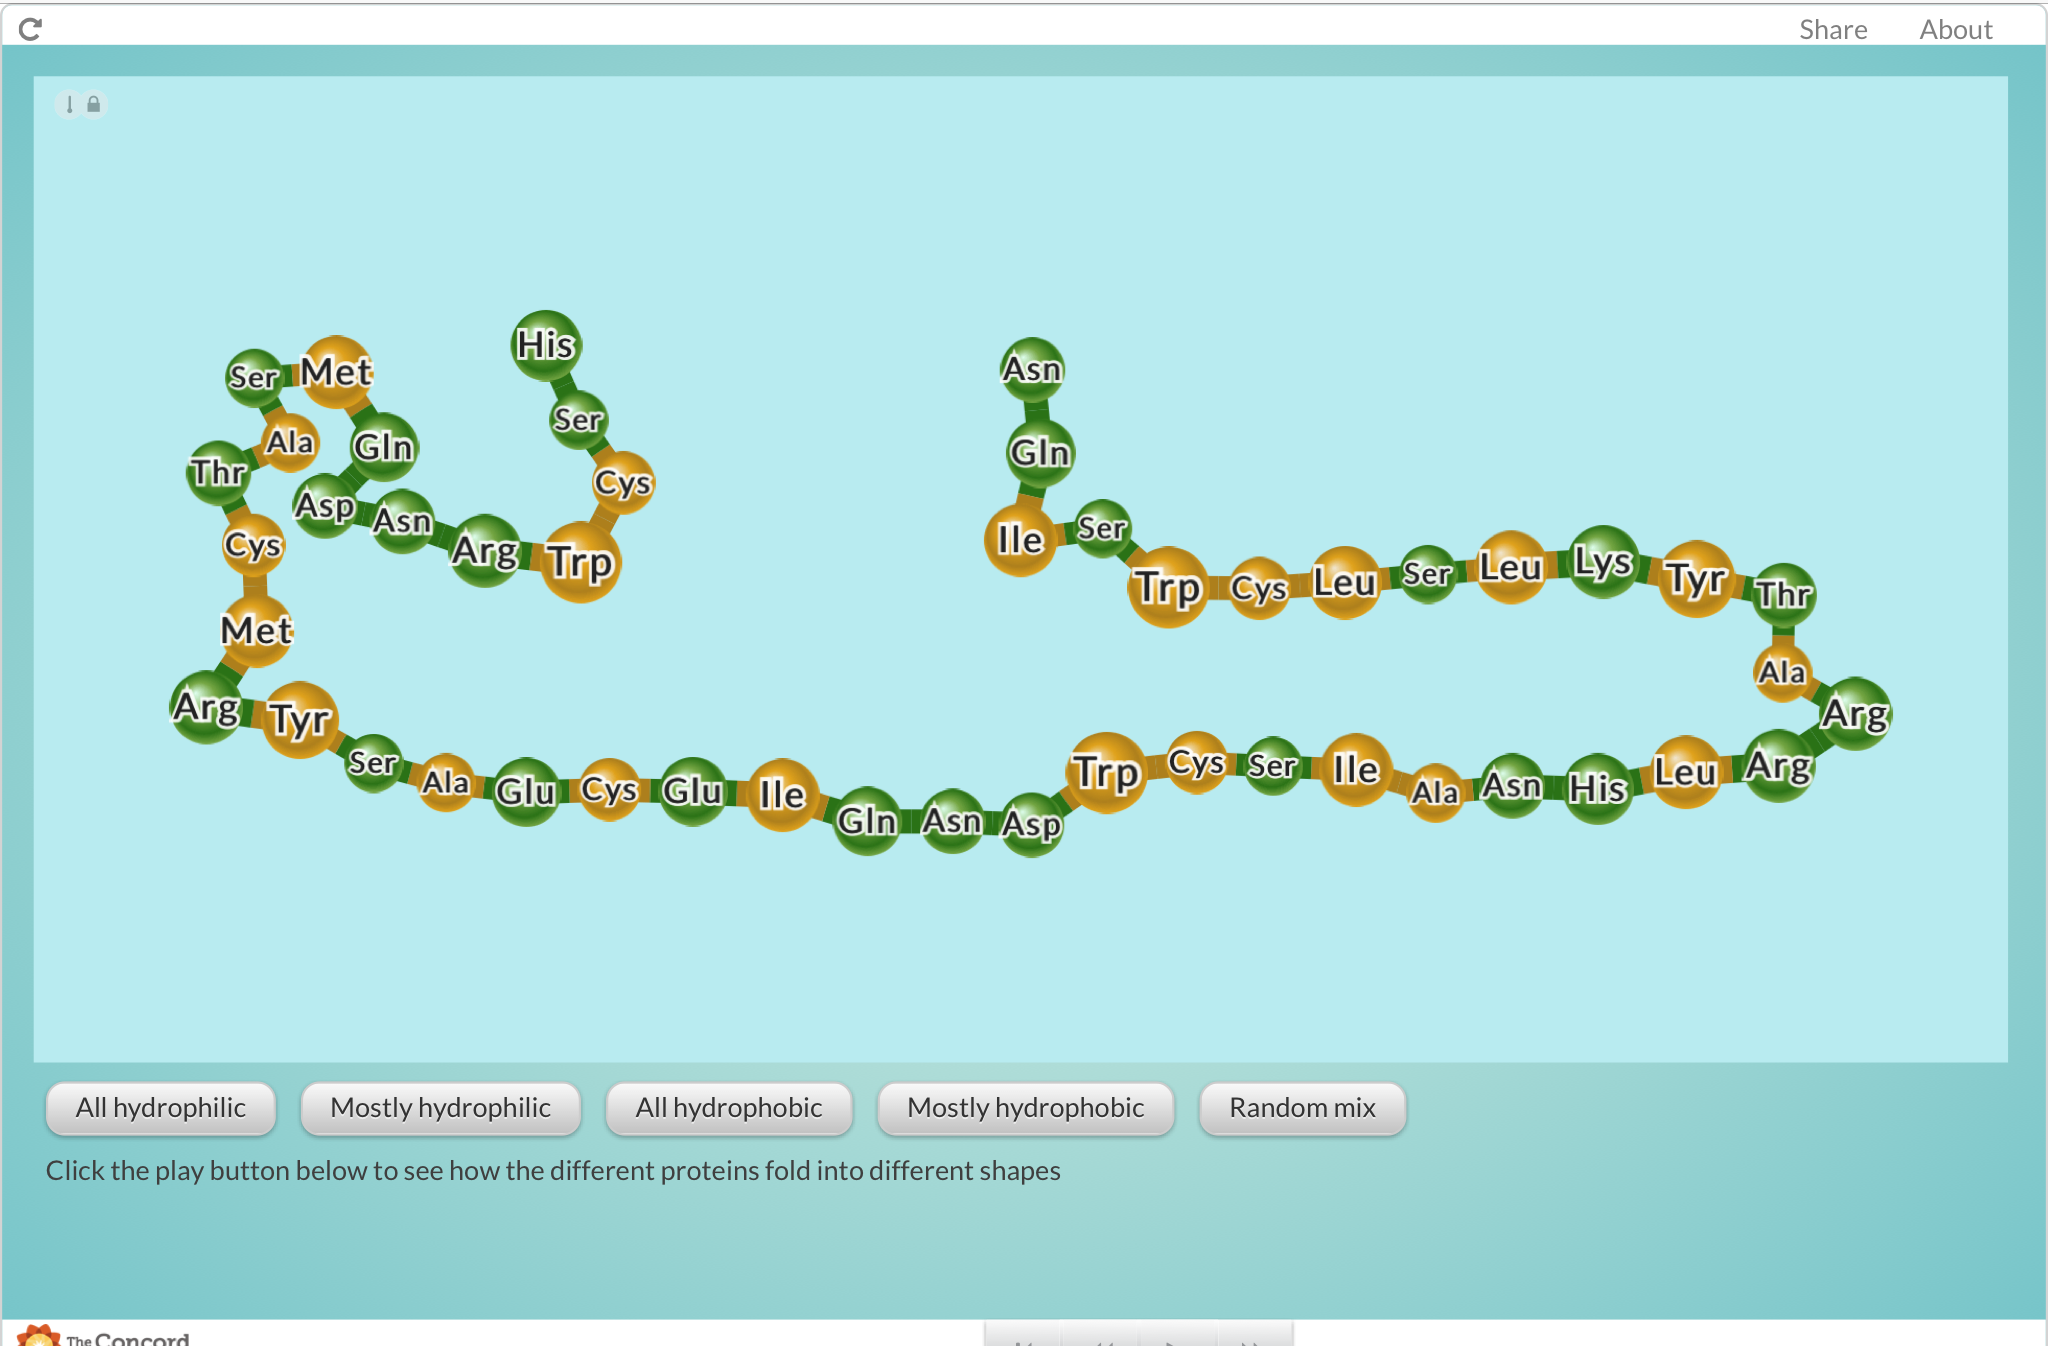 Share About
His
Ser
Cys
Trp
Arg
Asn
Asp
Gln
Met
Ser
Ala
Thr
Cys
Met
Arg
Tyr
Ser
Ala
Glu
Cys
Glu
Ile
Gln
Asn
Asp
Trp
Cys
Ser
Ile
Ala
Asn
His
Leu
Arg
Arg
Ala
Thr
Tyr
Lys
Leu
Ser
Leu
Cys
Trp
Ser
Ile
Gln
Asn
All hydrophilic Mostly hydrophilic All hydrophobic Mostly hydrophobic Random mix
Click the play button below to see how the different proteins fold into different shapes
The Concord